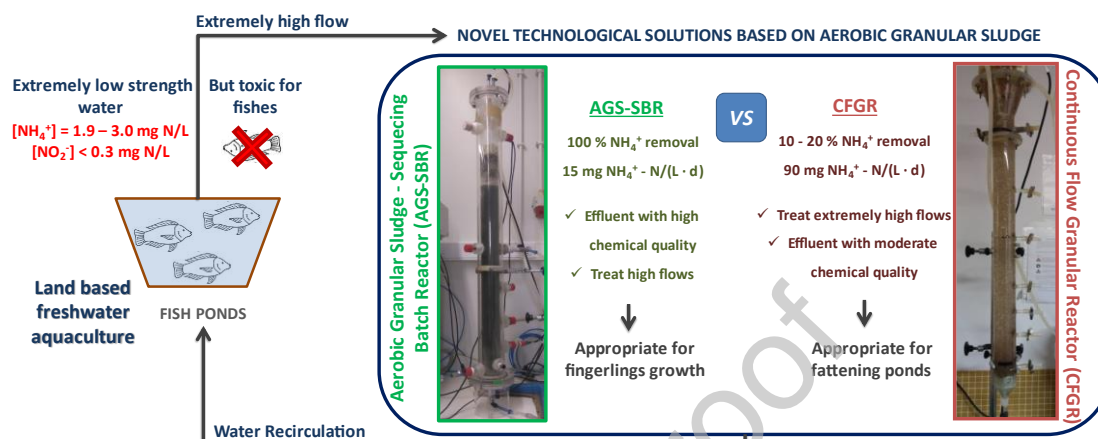 Extremely high flow
NOVEL TECHNOLOGICAL SOLUTIONS BASED ON AEROBIC GRANULAR SLUDGE
Extremely low strength
water
[NH₄⁺] = 1.9 – 3.0 mg N/L
[NO₂⁻] < 0.3 mg N/L
But toxic for
fishes
Land based
freshwater
aquaculture
FISH PONDS
Water Recirculation
Aerobic Granular Sludge - Sequecing
Batch Reactor (AGS-SBR)
AGS-SBR
100 % NH₄⁺ removal
15 mg NH₄⁺ - N/(L · d)
✓ Effluent with high
chemical quality
✓ Treat high flows
Appropriate for
fingerlings growth
VS
CFGR
10 - 20 % NH₄⁺ removal
90 mg NH₄⁺ - N/(L · d)
✓ Treat extremely high flows
✓ Effluent with moderate
chemical quality
Appropriate for
fattening ponds
Continuous Flow Granular Reactor (CFGR)